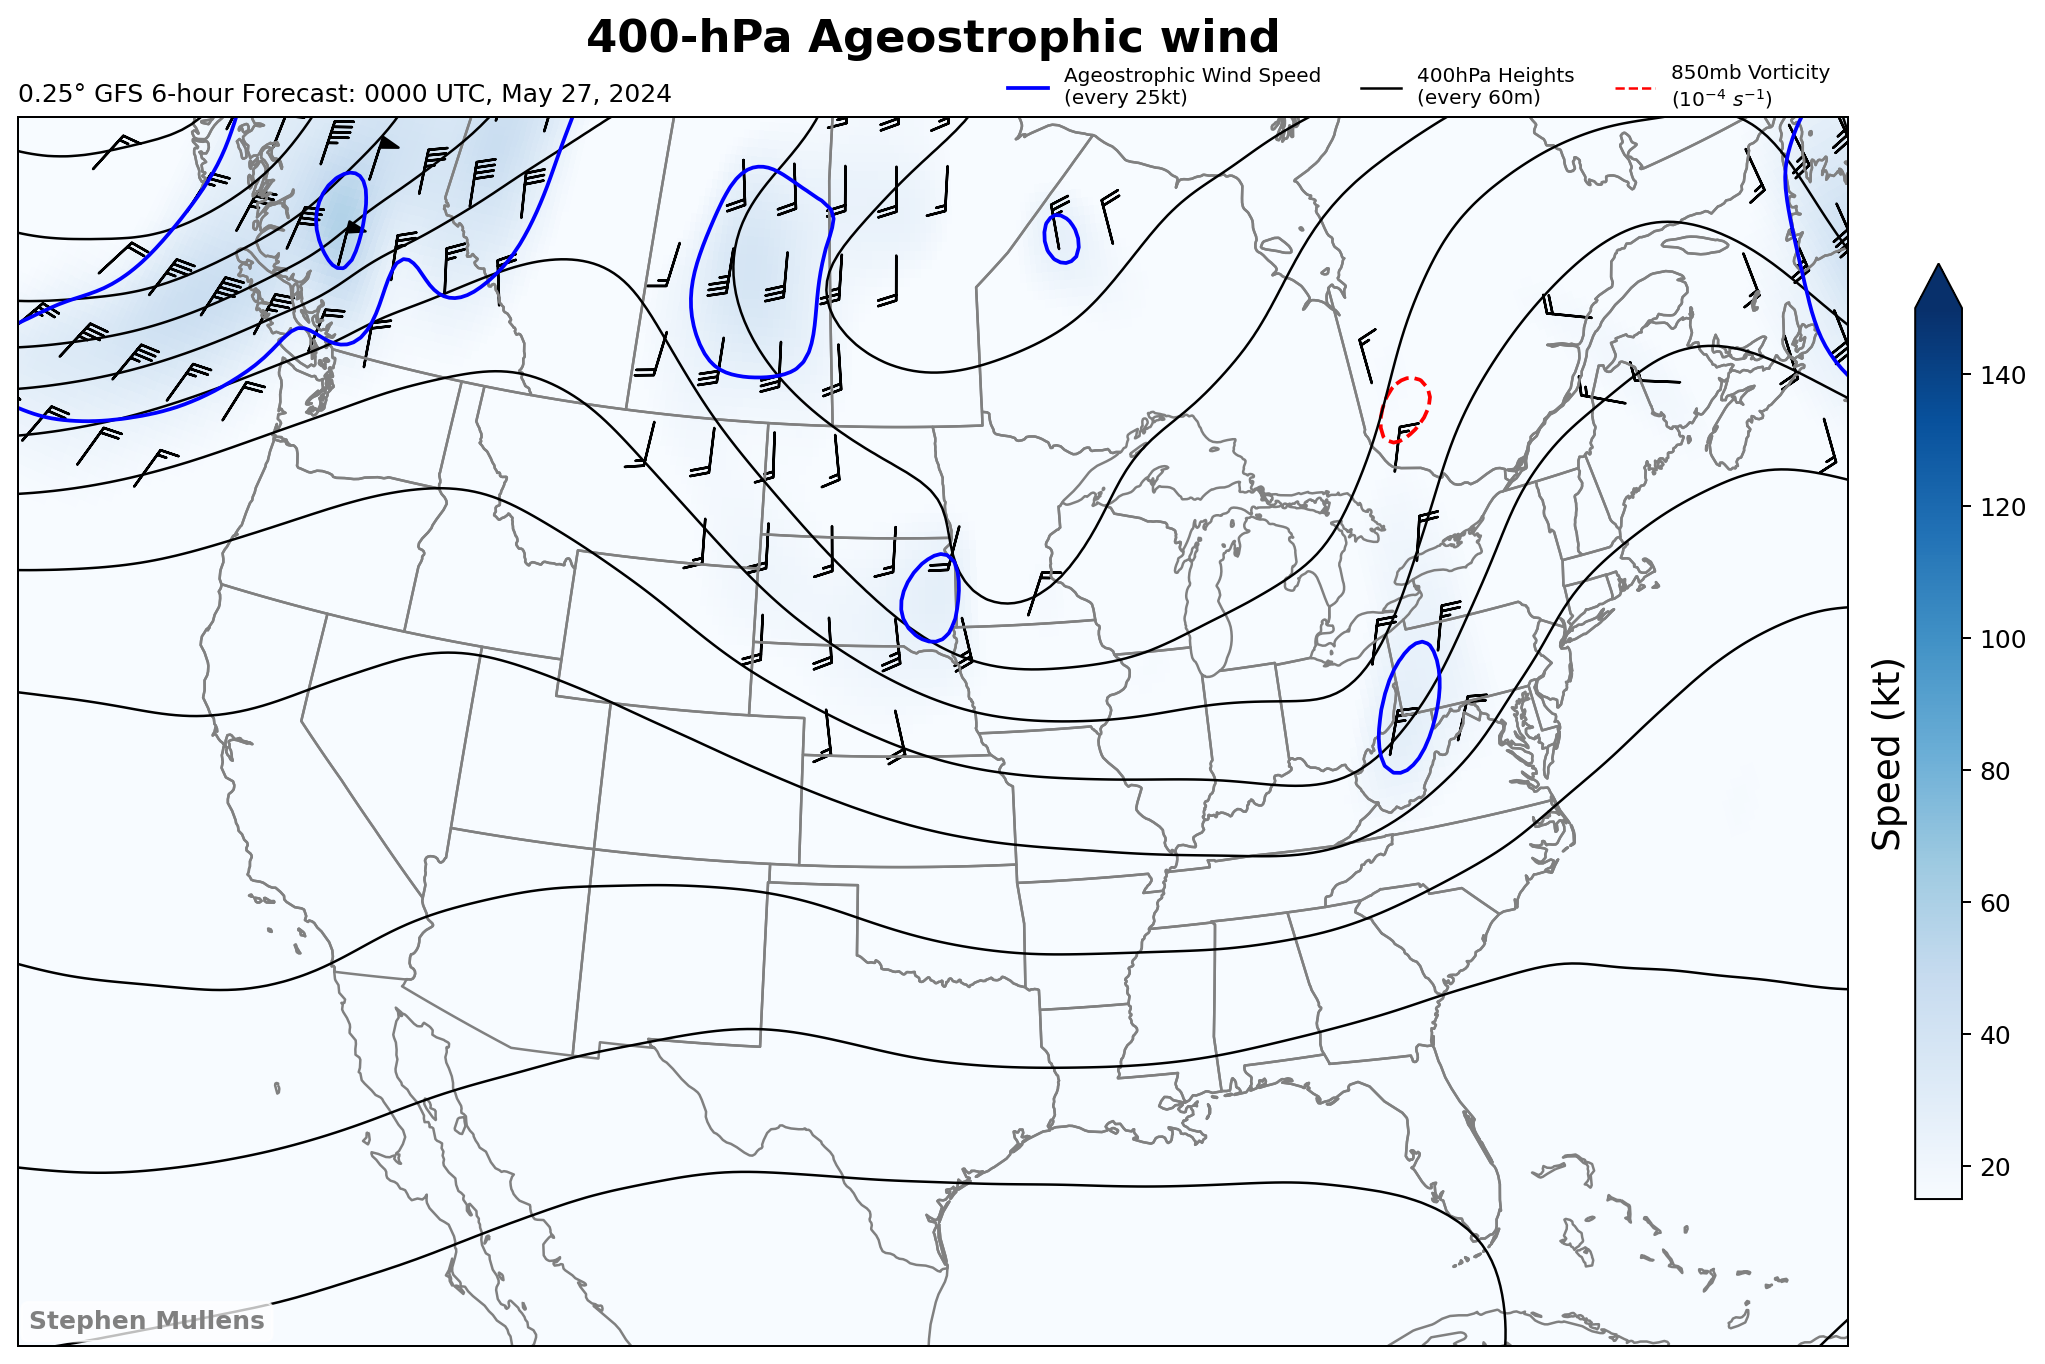 400-hPa Ageostrophic wind
0.25° GFS 6-hour Forecast: 0000 UTC, May 27, 2024
Ageostrophic Wind Speed
(every 25kt)
400hPa Heights
(every 60m)
850mb Vorticity
(10⁻⁴ s⁻¹)
140
120
100
80
60
40
20
Speed (kt)
Stephen Mullens